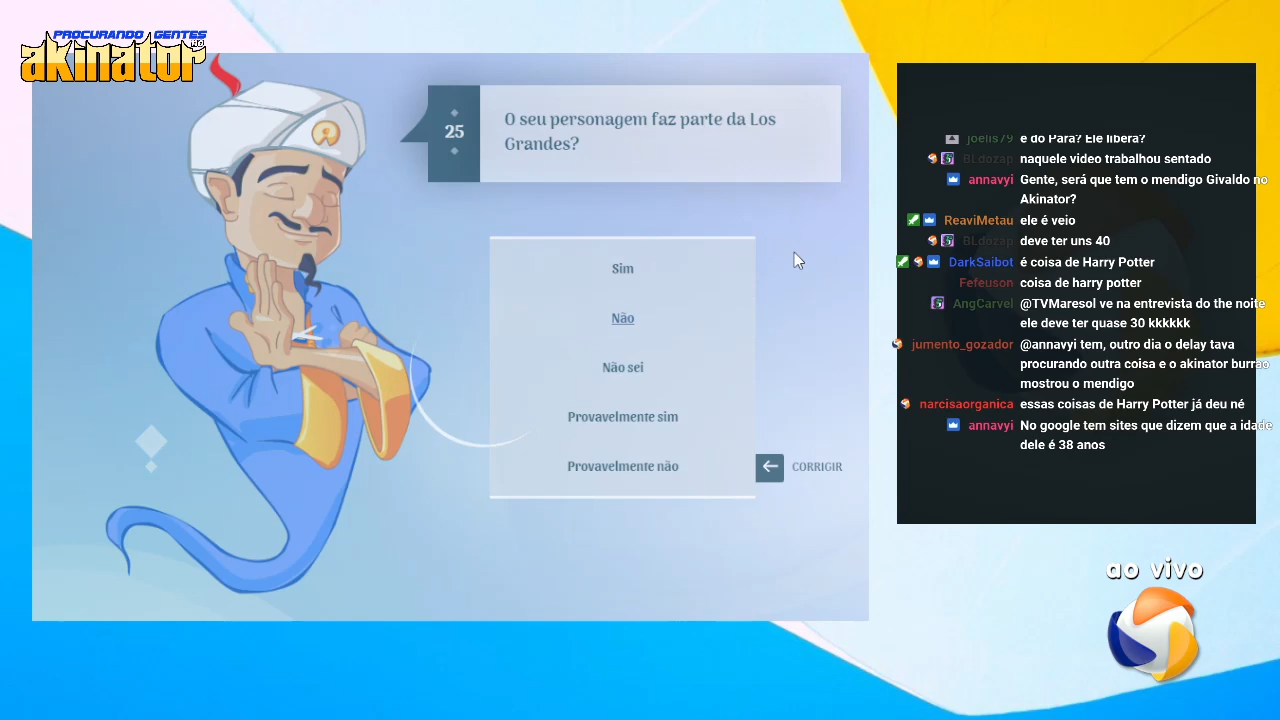 PROCURANDO GENTES
NO
akinator
25
O seu personagem faz parte da Los
Grandes?
Sim
Não
Não sei
Provavelmente sim
Provavelmente não
CORRIGIR
joelis79 e do Pará? Ele libera?
BLdozap naquele video trabalhou sentado
annavyi Gente, será que tem o mendigo Givaldo no
Akinator?
ReaviMetau ele é veio
BLdozap deve ter uns 40
DarkSaibot é coisa de Harry Potter
Fefeuson coisa de harry potter
AngCarvel @TVMaresol ve na entrevista do the noite
ele deve ter quase 30 kkkkkk
jumento_gozador @annavyi tem, outro dia o delay tava
procurando outra coisa e o akinator burrao
mostrou o mendigo
narcisaorganica essas coisas de Harry Potter já deu né
annavyi No google tem sites que dizem que a idade
dele é 38 anos
ao vivo